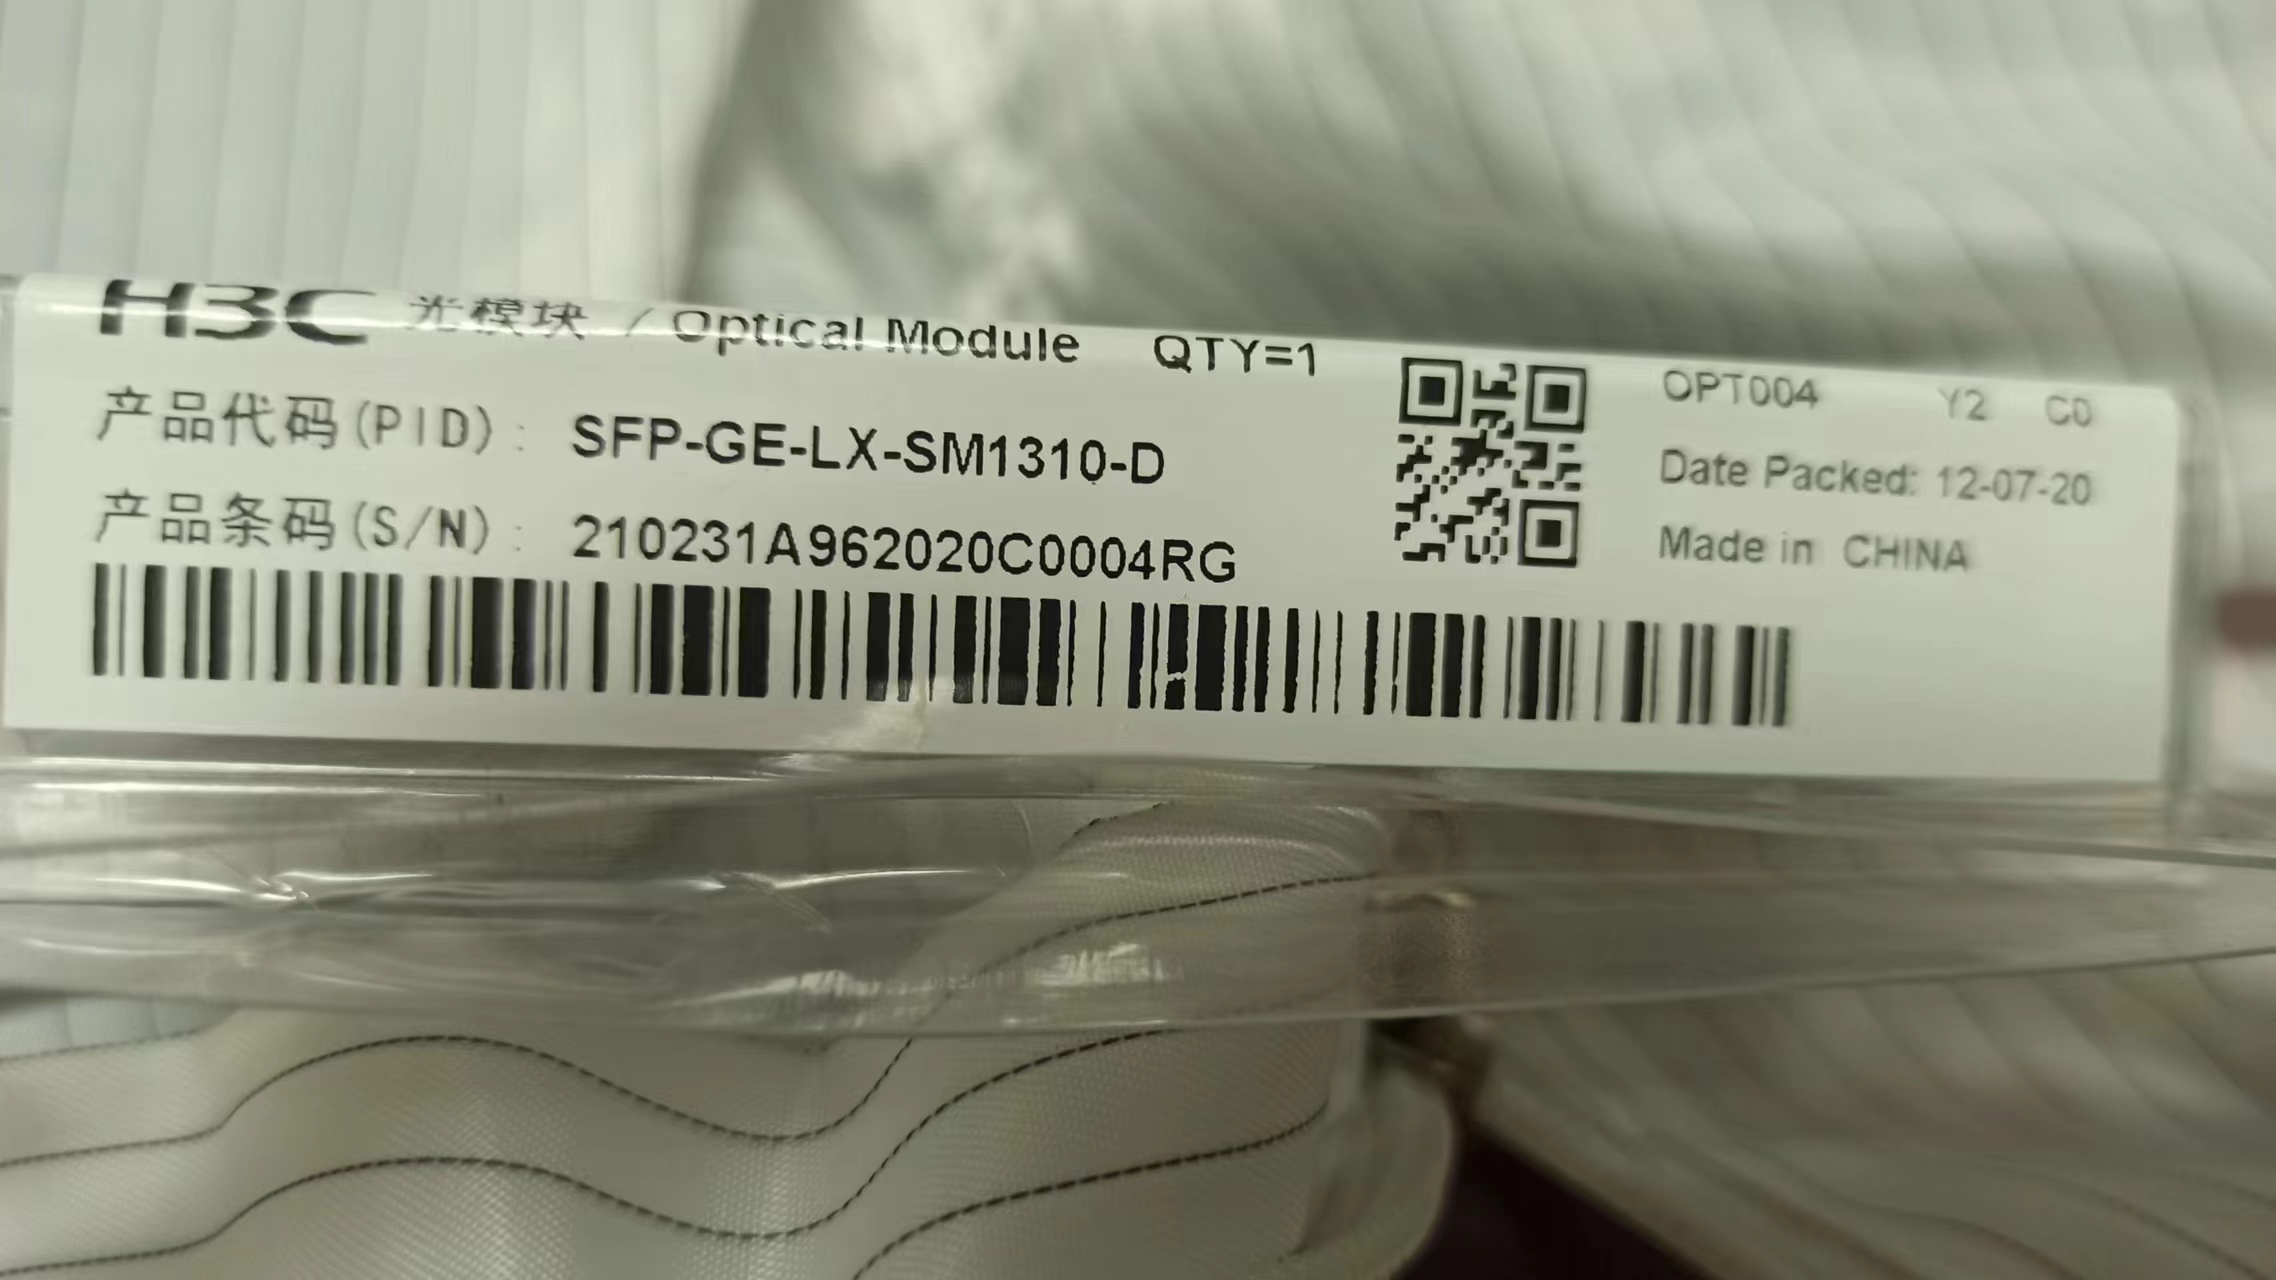 H3C 光模块 / Optical Module QTY=1
产品代码(PID): SFP-GE-LX-SM1310-D
产品条码(S/N): 210231A962020C0004RG
OPT004 Y2 C0
Date Packed: 12-07-20
Made in CHINA